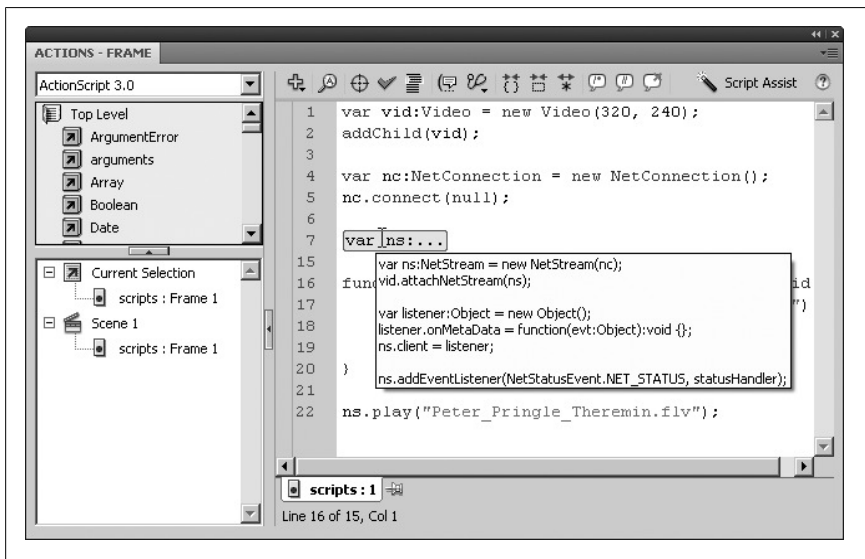 ACTIONS - FRAME
ActionScript 3.0
Script Assist
Top Level
ArgumentError
arguments
Array
Boolean
Date
Current Selection
scripts : Frame 1
Scene 1
scripts : Frame 1
1 var vid:Video = new Video(320, 240);
2 addChild(vid);
3
4 var nc:NetConnection = new NetConnection();
5 nc.connect(null);
6
7 var ns:...
15
16 func
17
18
19
20 }
21
22 ns.play("Peter_Pringle_Theremin.flv");
id
")
var ns:NetStream = new NetStream(nc);
vid.attachNetStream(ns);
var listener:Object = new Object();
listener.onMetaData = function(evt:Object):void {};
ns.client = listener;
ns.addEventListener(NetStatusEvent.NET_STATUS, statusHandler);
scripts : 1
Line 16 of 15, Col 1